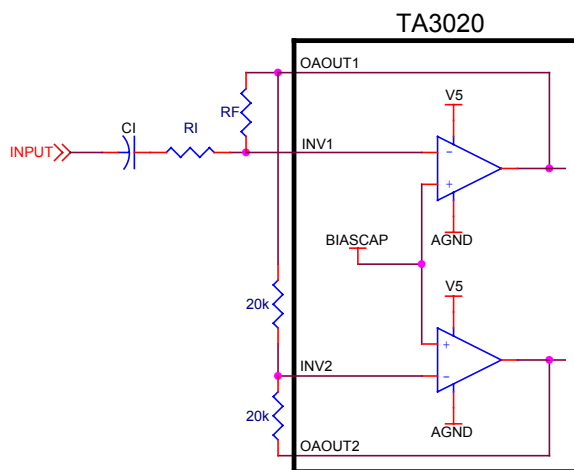 TA3020
OAOUT1
V5
RF
CI
RI
INPUT
INV1
-
+
BIASCAP
AGND
V5
20k
+
INV2
-
20k
AGND
OAOUT2